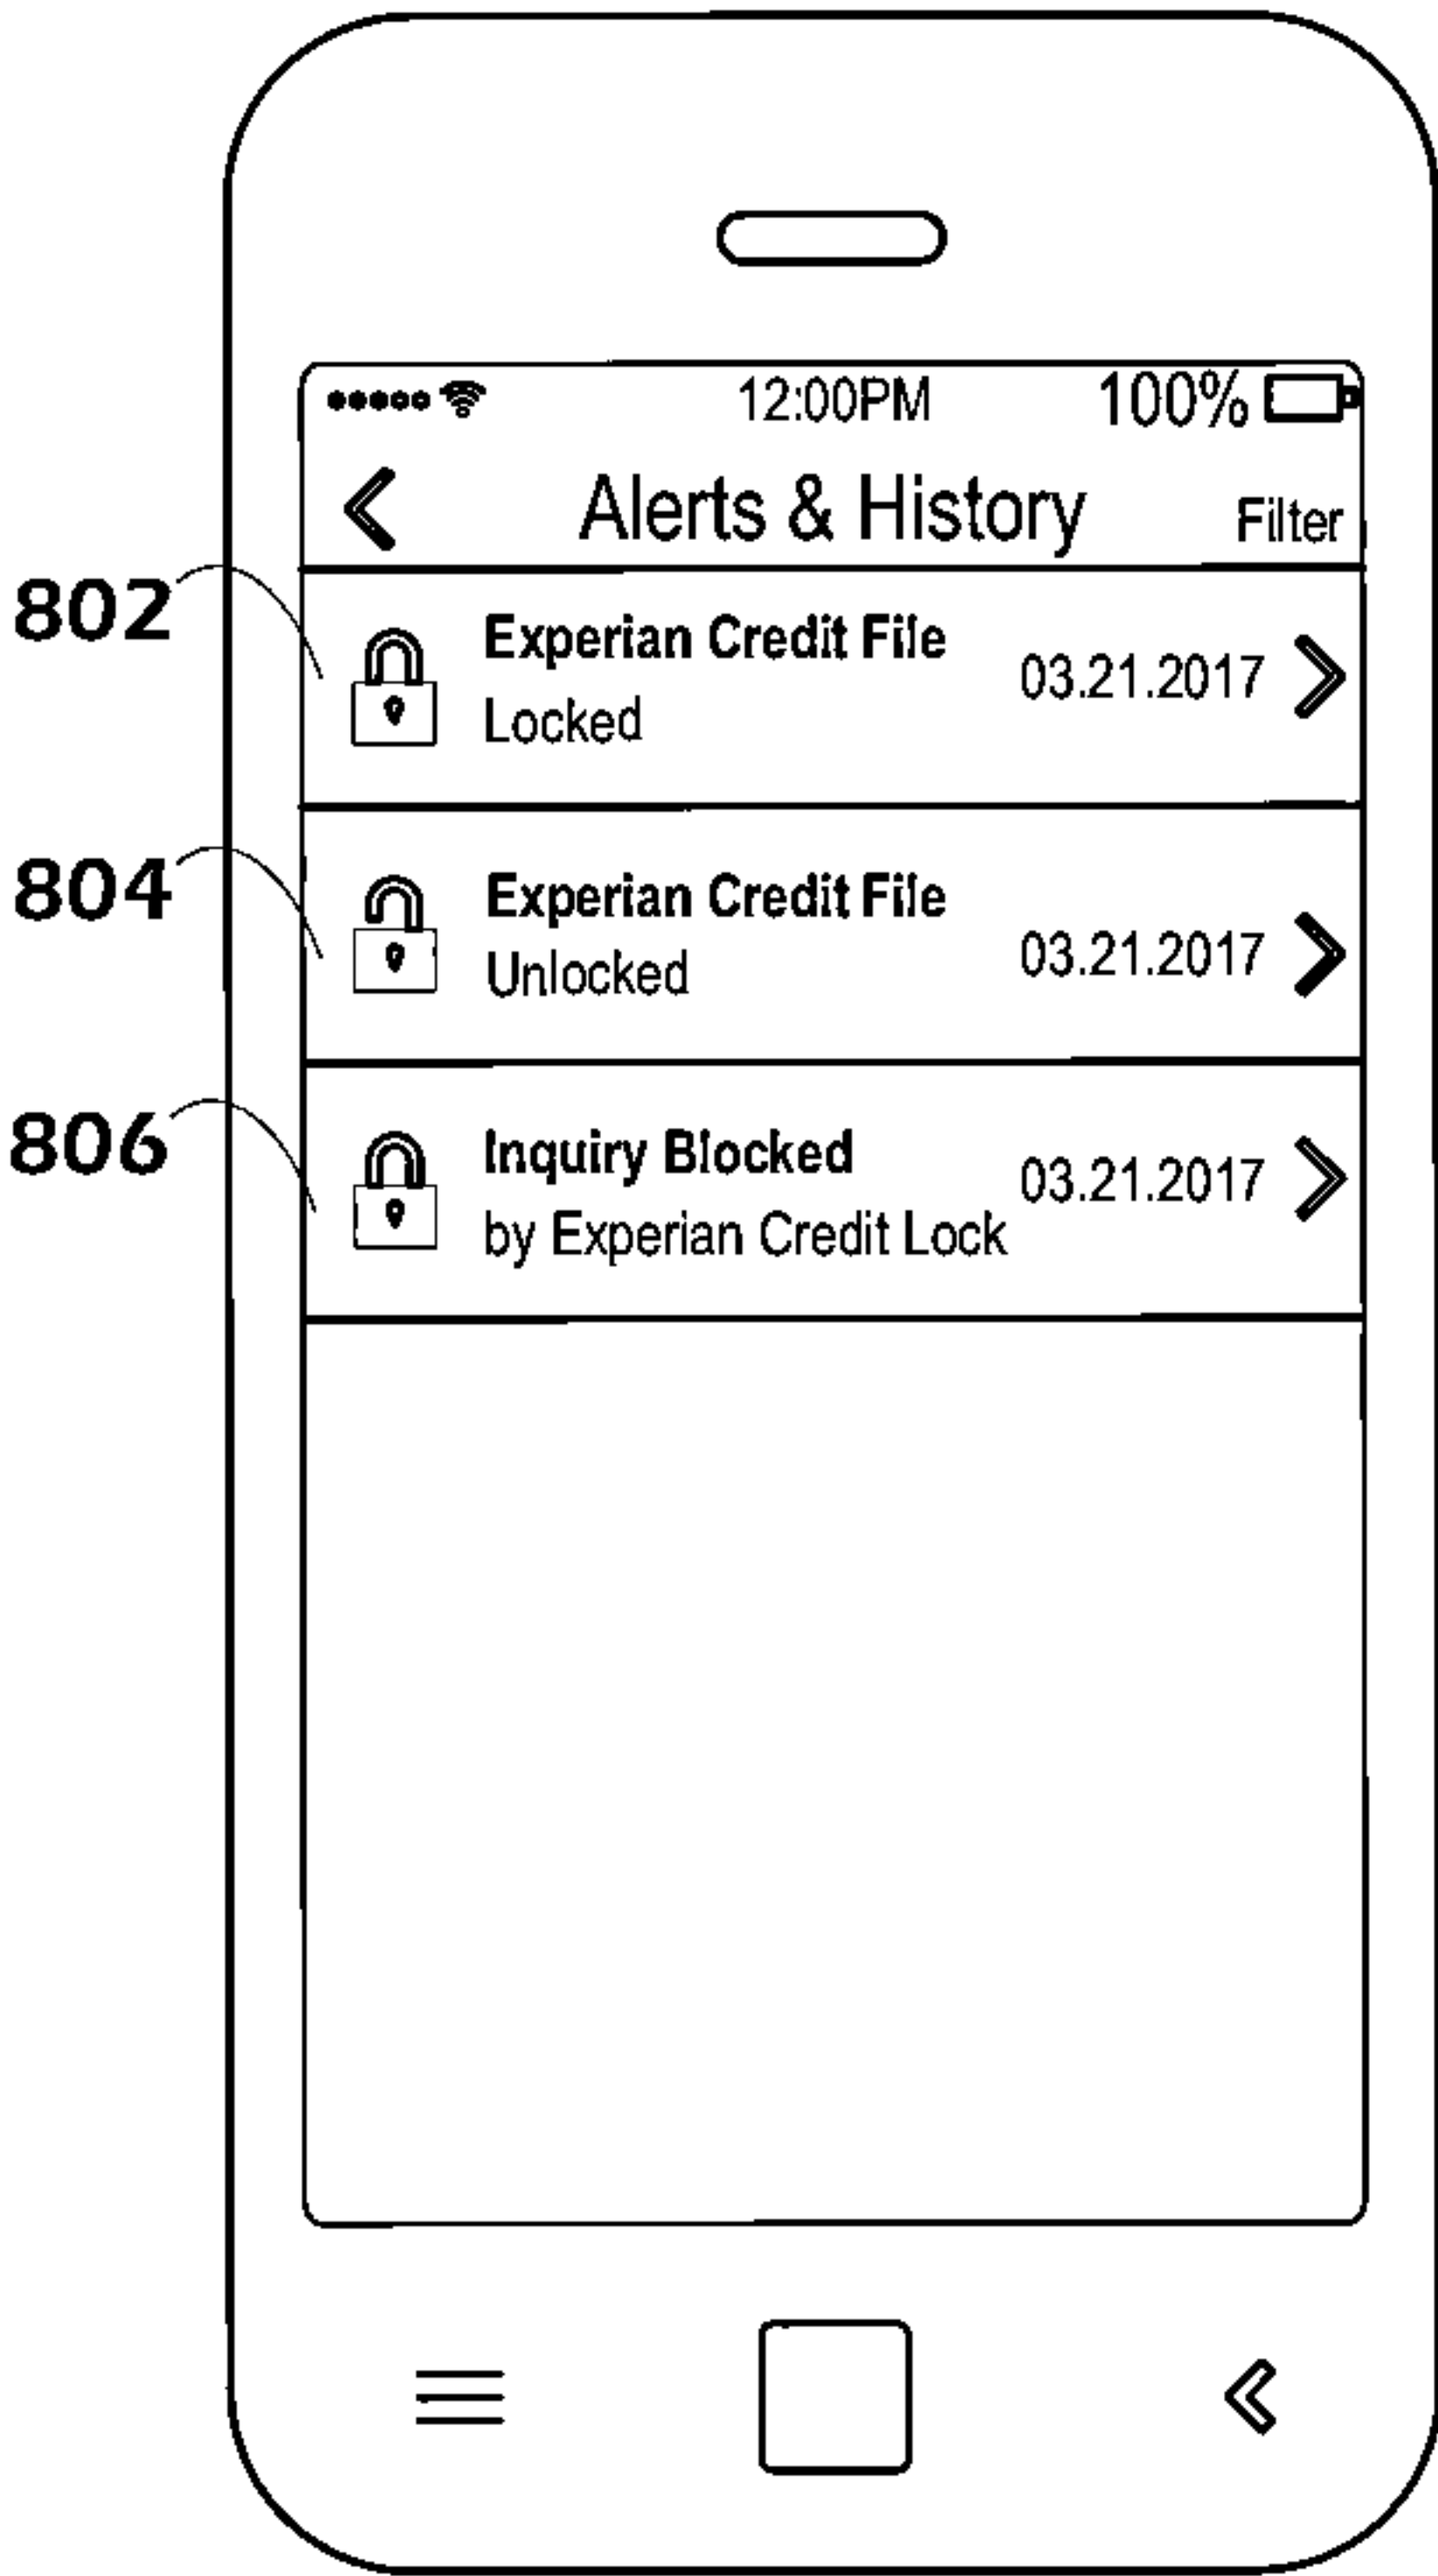 12:00PM 100%
Alerts & History Filter
802
Experian Credit File
Locked
03.21.2017
804
Experian Credit File
Unlocked
03.21.2017
806
Inquiry Blocked
by Experian Credit Lock
03.21.2017